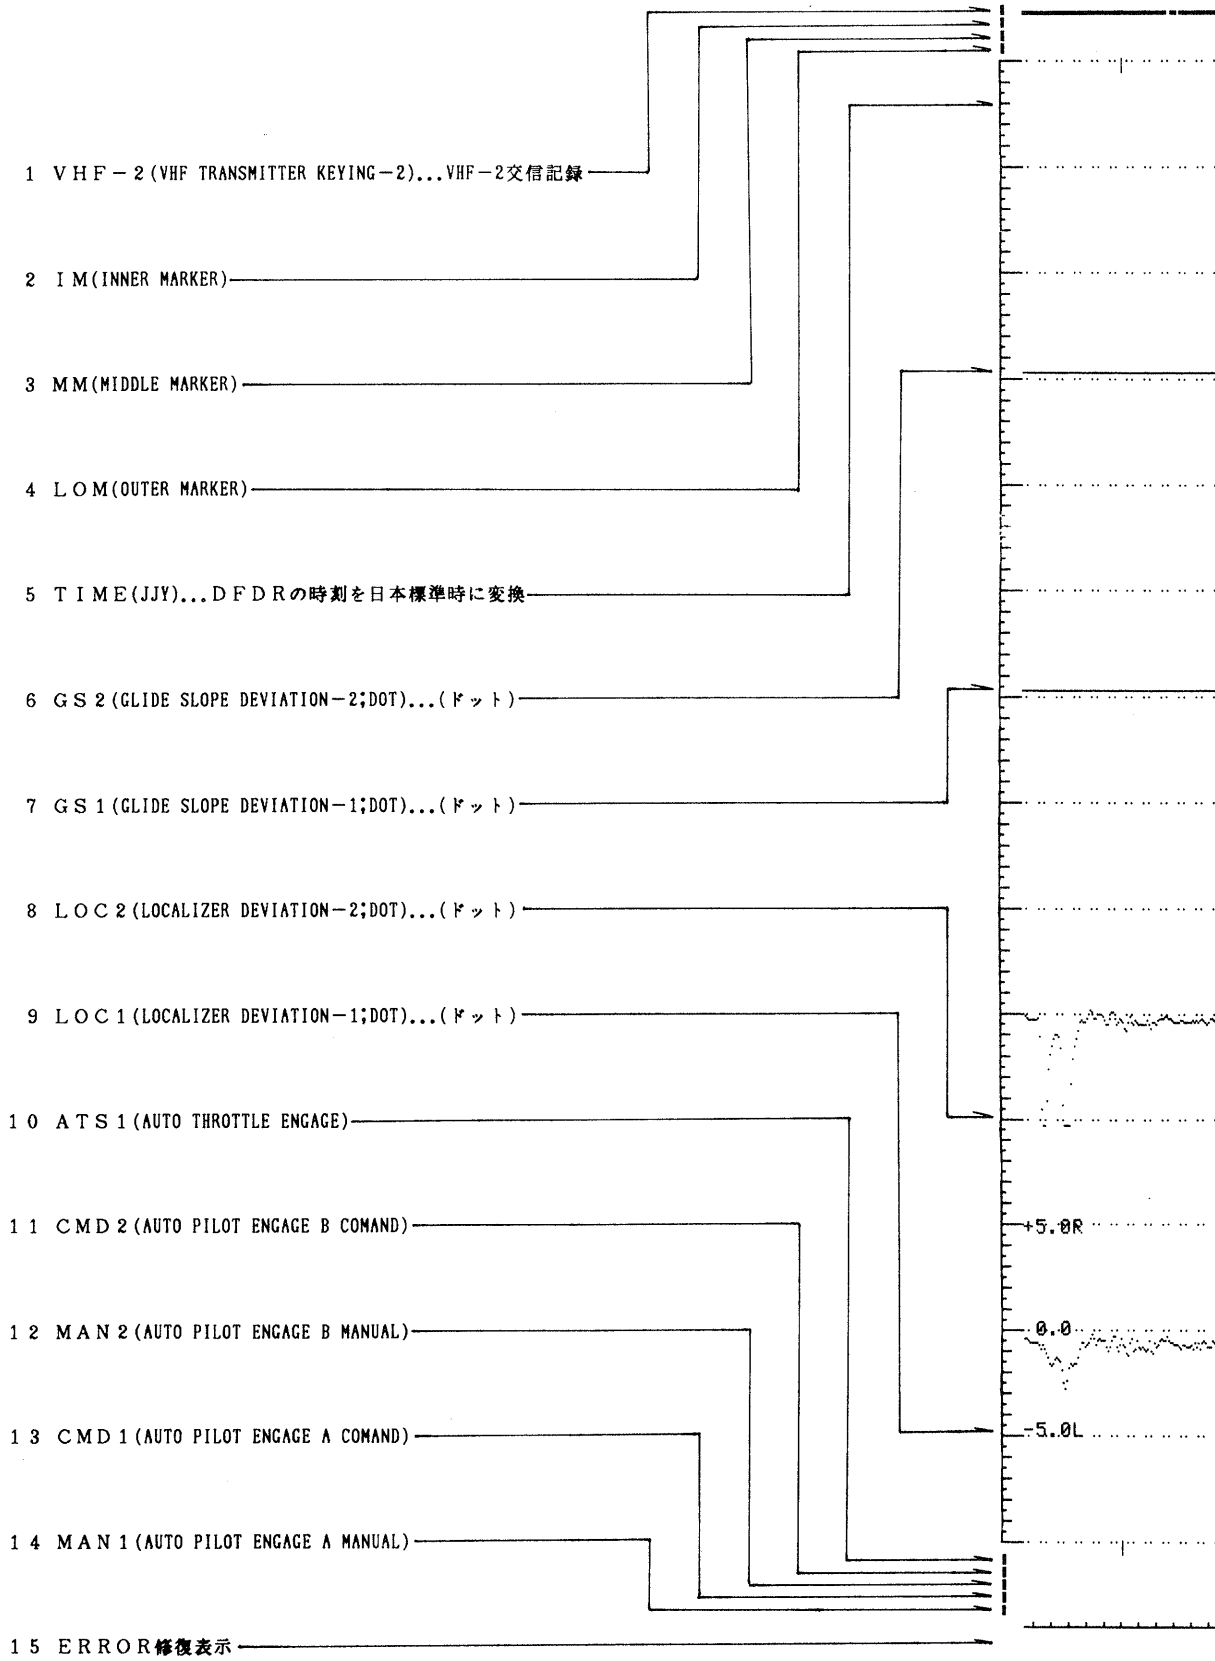 1 VHF-2(VHF TRANSMITTER KEYING-2)...VHF-2交信記録
2 IM(INNER MARKER)
3 MM(MIDDLE MARKER)
4 LOM(OUTER MARKER)
5 TIME(JJY)...DFDRの時刻を日本標準時に変換
6 GS2(GLIDE SLOPE DEVIATION-2;DOT)...(ドット)
7 GS1(GLIDE SLOPE DEVIATION-1;DOT)...(ドット)
8 LOC2(LOCALIZER DEVIATION-2;DOT)...(ドット)
9 LOC1(LOCALIZER DEVIATION-1;DOT)...(ドット)
10 ATS1(AUTO THROTTLE ENGAGE)
11 CMD2(AUTO PILOT ENGAGE B COMAND)
+5.0R
12 MAN2(AUTO PILOT ENGAGE B MANUAL)
0.0
13 CMD1(AUTO PILOT ENGAGE A COMAND)
-5.0L
14 MAN1(AUTO PILOT ENGAGE A MANUAL)
15 ERROR修復表示